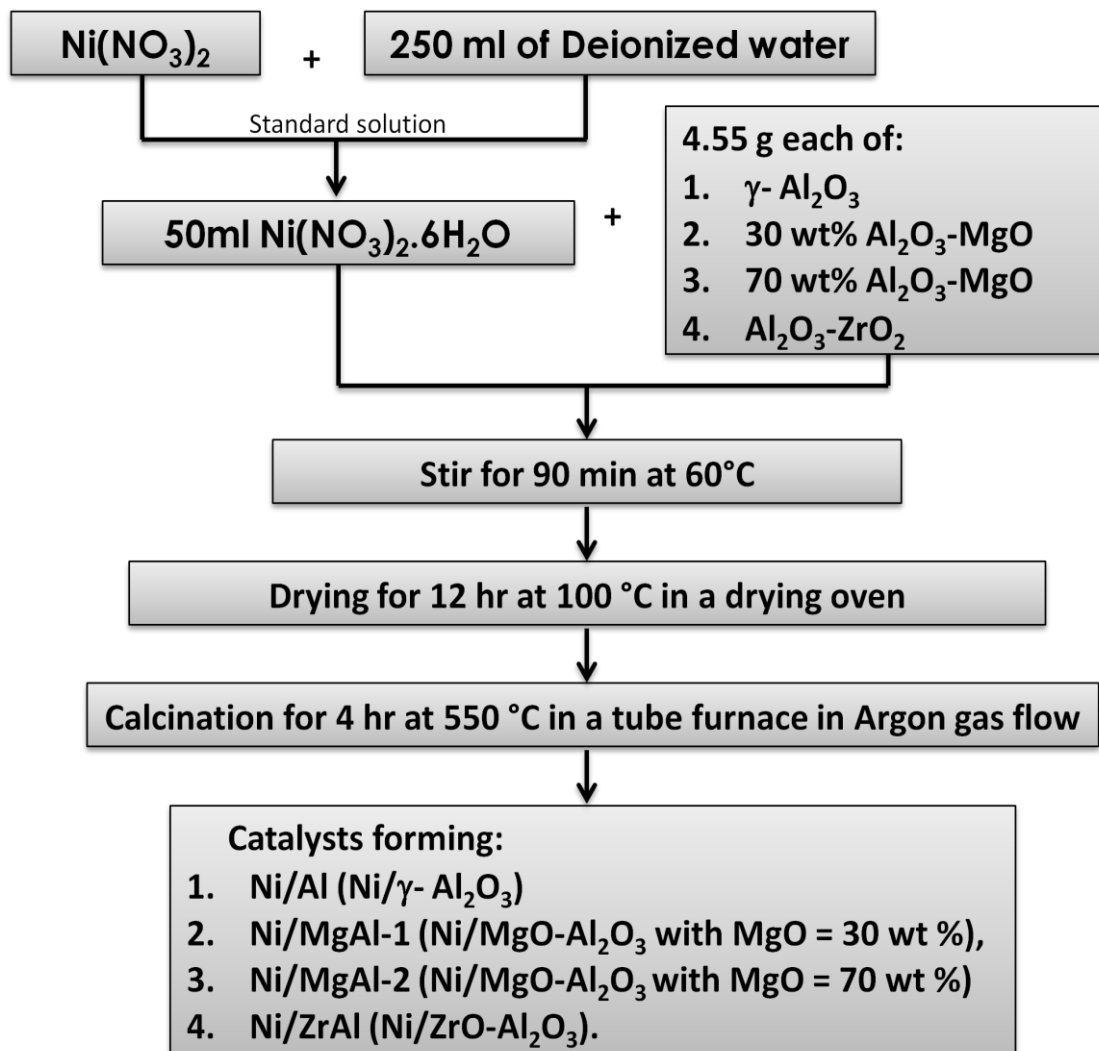 Ni(NO₃)₂
+
250 ml of Deionized water
Standard solution
50ml Ni(NO₃)₂.6H₂O
+
4.55 g each of:
1. γ- Al₂O₃
2. 30 wt% Al₂O₃-MgO
3. 70 wt% Al₂O₃-MgO
4. Al₂O₃-ZrO₂
Stir for 90 min at 60°C
Drying for 12 hr at 100 °C in a drying oven
Calcination for 4 hr at 550 °C in a tube furnace in Argon gas flow
Catalysts forming:
1. Ni/Al (Ni/γ- Al₂O₃)
2. Ni/MgAl-1 (Ni/MgO-Al₂O₃ with MgO = 30 wt %),
3. Ni/MgAl-2 (Ni/MgO-Al₂O₃ with MgO = 70 wt %)
4. Ni/ZrAl (Ni/ZrO-Al₂O₃).